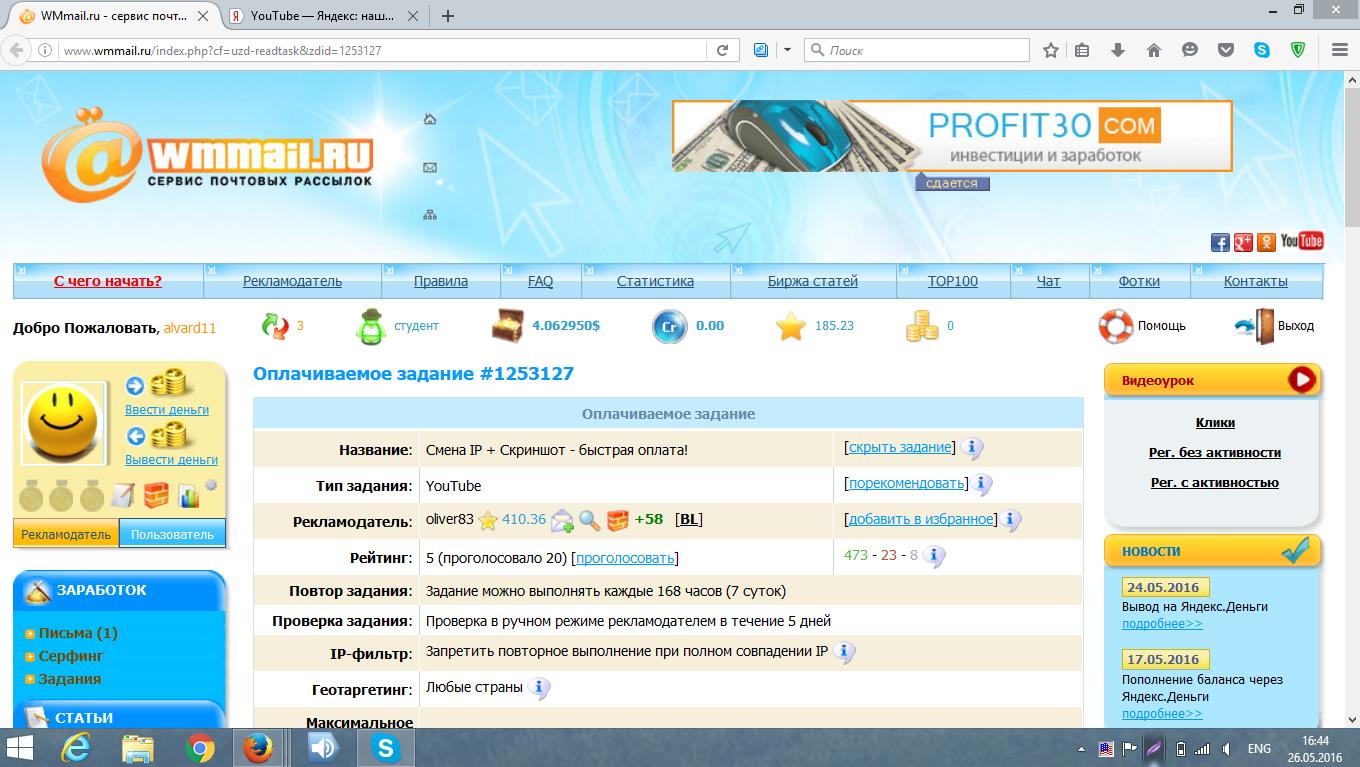 WMmail.ru - сервис почт...
YouTube — Яндекс: наш...
www.wmmail.ru/index.php?cf=uzd-readtask&zdid=1253127
Поиск
wmmail.ru
СЕРВИС ПОЧТОВЫХ РАССЫЛОК
PROFIT30 COM
ИНВЕСТИЦИИ И ЗАРАБОТОК
сдается
You Tube
С чего начать?
Рекламодатель
Правила
FAQ
Статистика
Биржа статей
TOP100
Чат
Фотки
Контакты
Добро Пожаловать, alvard11
3
студент
4.062950$
Cr 0.00
185.23
0
Помощь
Выход
Ввести деньги
Вывести деньги
Рекламодатель
Пользователь
ЗАРАБОТОК
Письма (1)
Серфинг
Задания
СТАТЬИ
Оплачиваемое задание #1253127
Оплачиваемое задание
Название: Смена IP + Скриншот - быстрая оплата! [скрыть задание]
Тип задания: YouTube [порекомендовать]
Рекламодатель: oliver83 410.36 +58 [BL] [добавить в избранное]
Рейтинг: 5 (проголосовало 20) [проголосовать] 473 - 23 - 8
Повтор задания: Задание можно выполнять каждые 168 часов (7 суток)
Проверка задания: Проверка в ручном режиме рекламодателем в течение 5 дней
IP-фильтр: Запретить повторное выполнение при полном совпадении IP
Геотаргетинг: Любые страны
Максимальное
Видеоурок
Клики
Рег. без активности
Рег. с активностью
НОВОСТИ
24.05.2016
Вывод на Яндекс.Деньги
подробнее>>
17.05.2016
Пополнение баланса через
Яндекс.Деньги
подробнее>>
ENG
16:44
26.05.2016